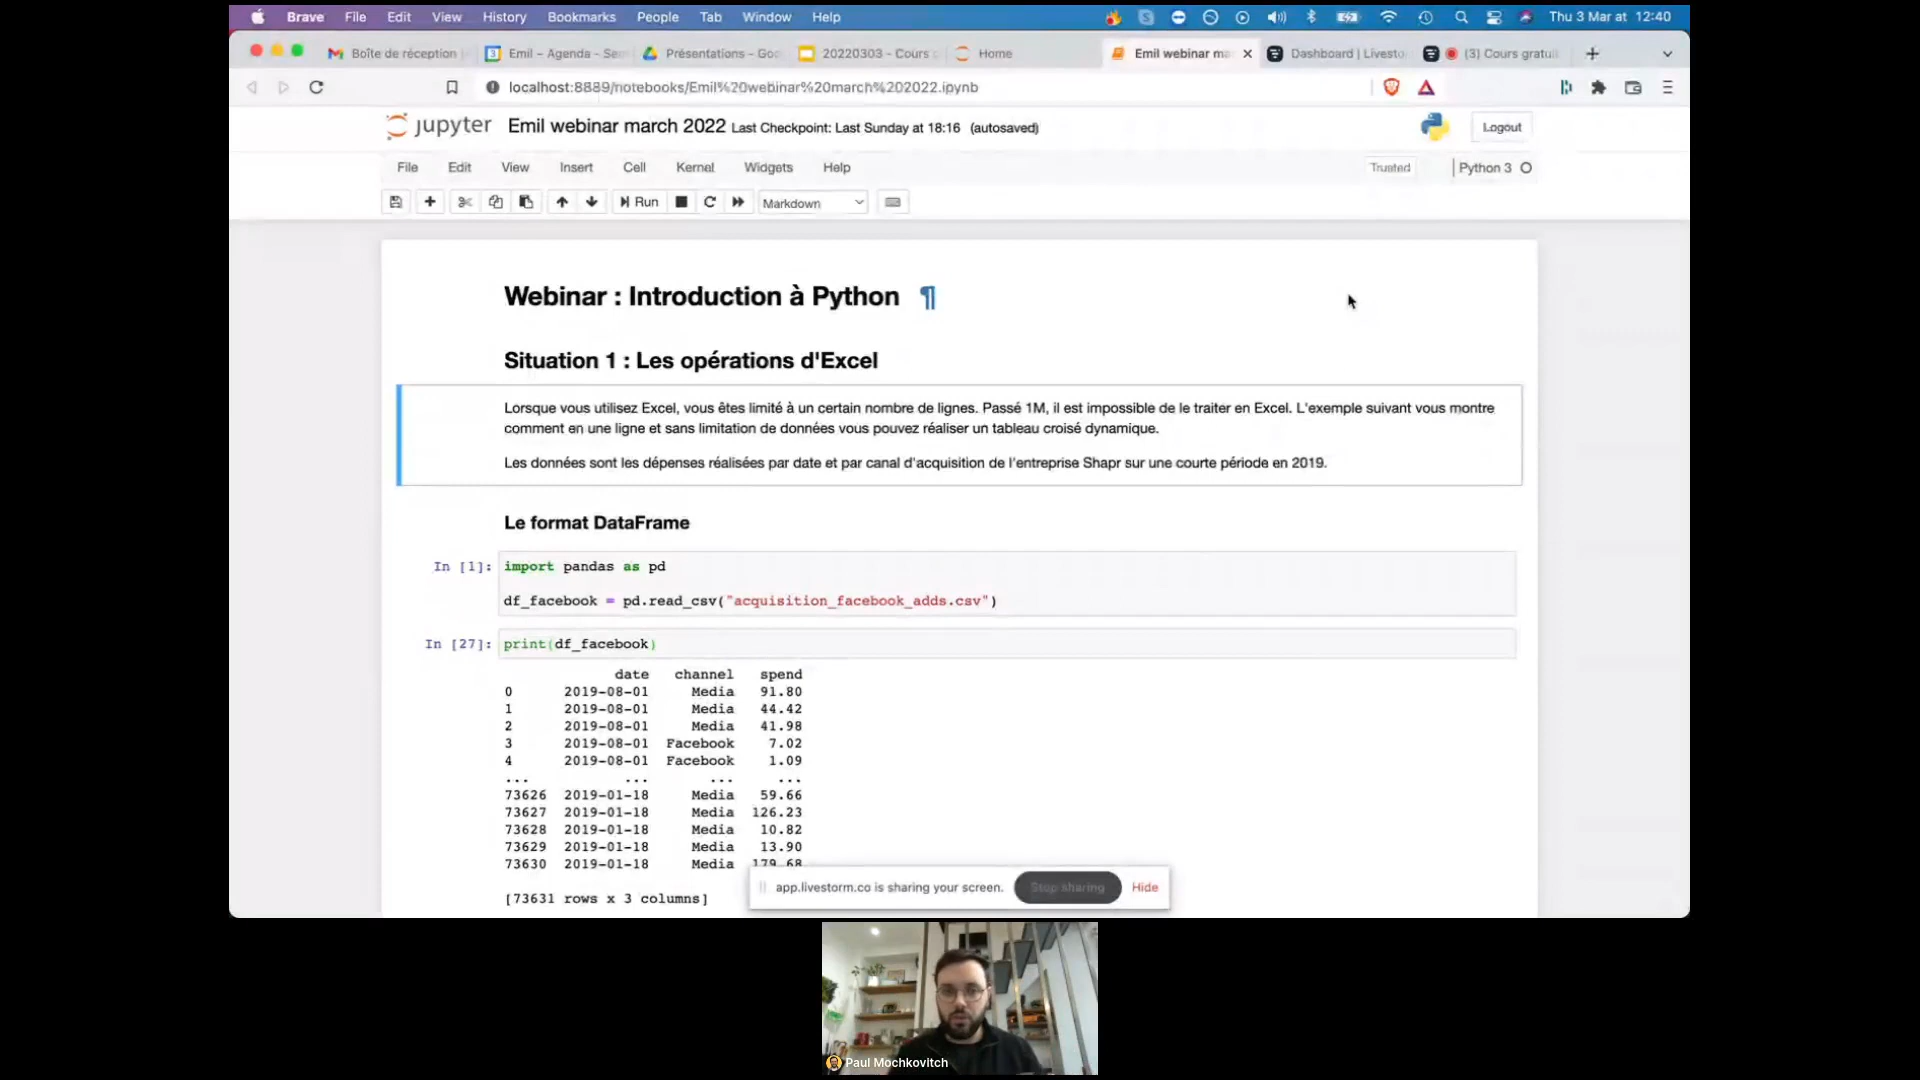 Brave File Edit View History Bookmarks People Tab Window Help Thu 3 Mar at 12:40
Boîte de réception Emil – Agenda - Se Présentations – Goo 20220303 - Cours Home Emil webinar ma Dashboard | Livesto (3) Cours gratui
localhost:8889/notebooks/Emil%20webinar%20march%202022.ipynb
jupyter Emil webinar march 2022 Last Checkpoint: Last Sunday at 18:16 (autosaved) Logout
File Edit View Insert Cell Kernel Widgets Help Trusted Python 3
Run Markdown
Webinar : Introduction à Python ¶
Situation 1 : Les opérations d'Excel
Lorsque vous utilisez Excel, vous êtes limité à un certain nombre de lignes. Passé 1M, il est impossible de le traiter en Excel. L'exemple suivant vous montre
comment en une ligne et sans limitation de données vous pouvez réaliser un tableau croisé dynamique.
Les données sont les dépenses réalisées par date et par canal d'acquisition de l'entreprise Shapr sur une courte période en 2019.
Le format DataFrame
In [1]: import pandas as pd
df_facebook = pd.read_csv("acquisition_facebook_adds.csv")
In [27]: print(df_facebook)
date channel spend
0 2019-08-01 Media 91.80
1 2019-08-01 Media 44.42
2 2019-08-01 Media 41.98
3 2019-08-01 Facebook 7.02
4 2019-08-01 Facebook 1.09
... ... ... ...
73626 2019-01-18 Media 59.66
73627 2019-01-18 Media 126.23
73628 2019-01-18 Media 10.82
73629 2019-01-18 Media 13.90
73630 2019-01-18 Media 179.68
[73631 rows x 3 columns]
app.livestorm.co is sharing your screen. Stop sharing Hide
Paul Mochkovitch